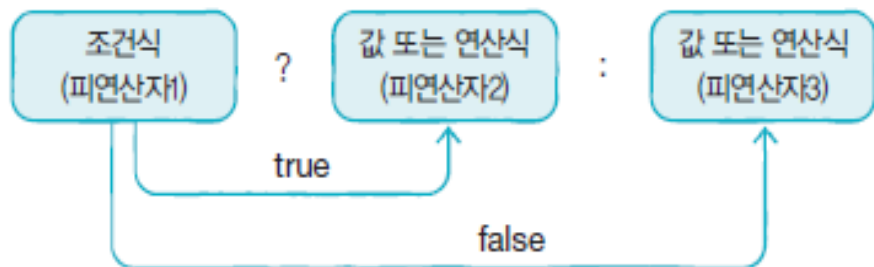 조건식 ? 값 또는 연산식 : 값 또는 연산식
(피연산자1) (피연산자2) (피연산자3)
true
false